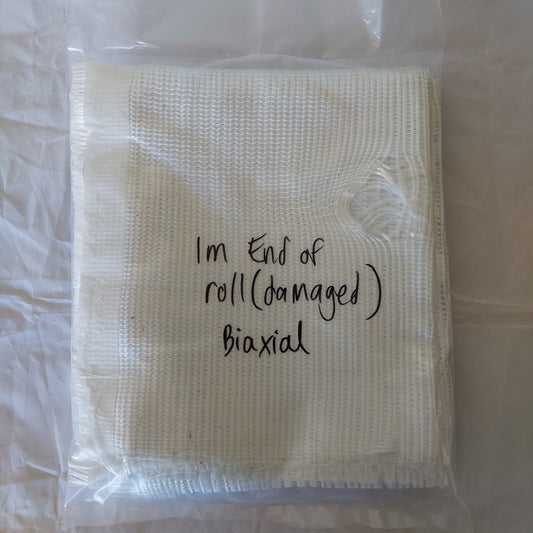 1m End of
roll (damaged)
Biaxial